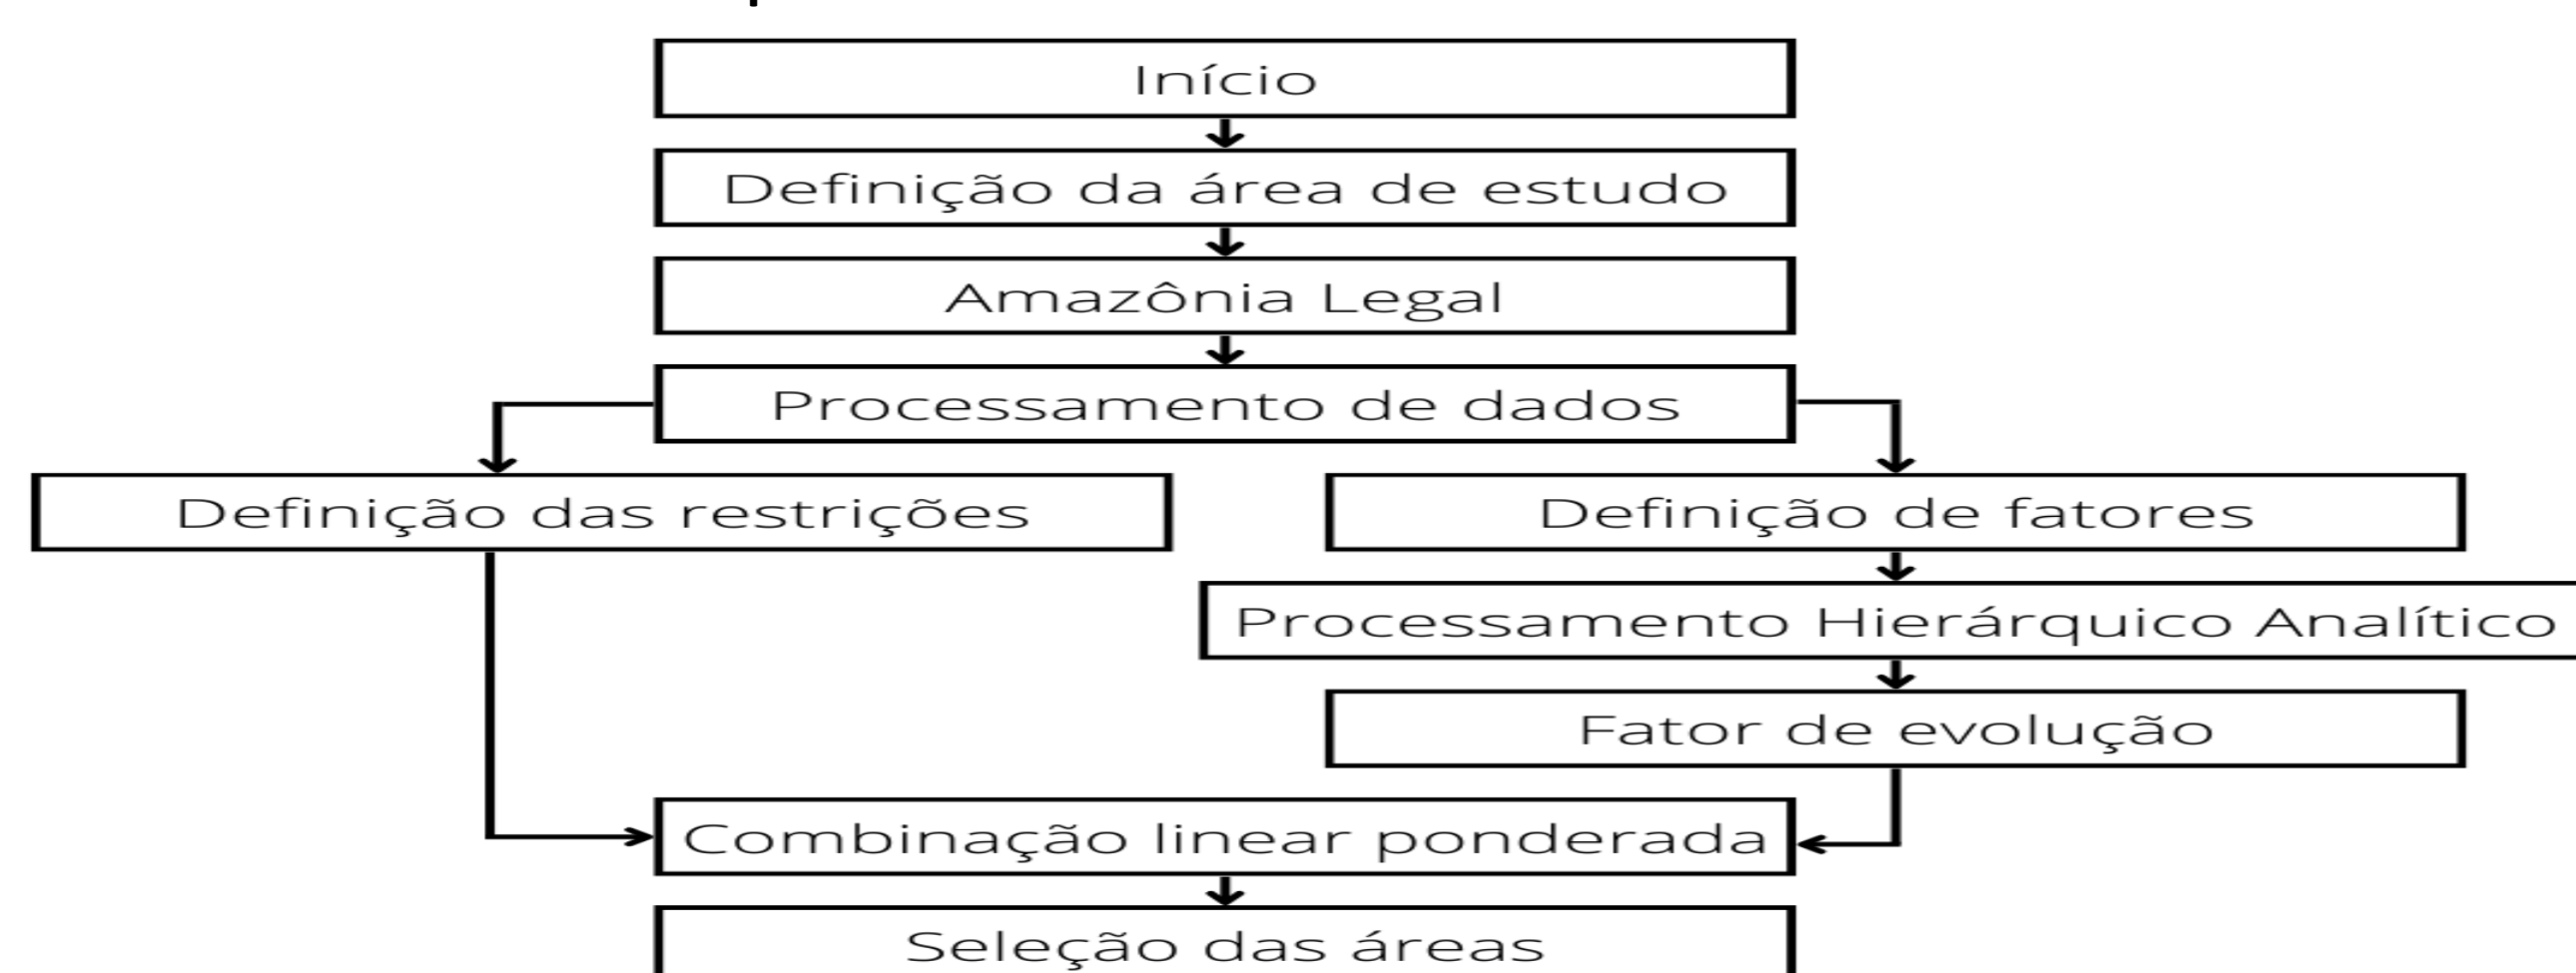 Início
Definição da área de estudo
Amazônia Legal
Processamento de dados
Definição das restrições
Definição de fatores
Processamento Hierárquico Analítico
Fator de evolução
Combinação linear ponderada
Seleção das áreas